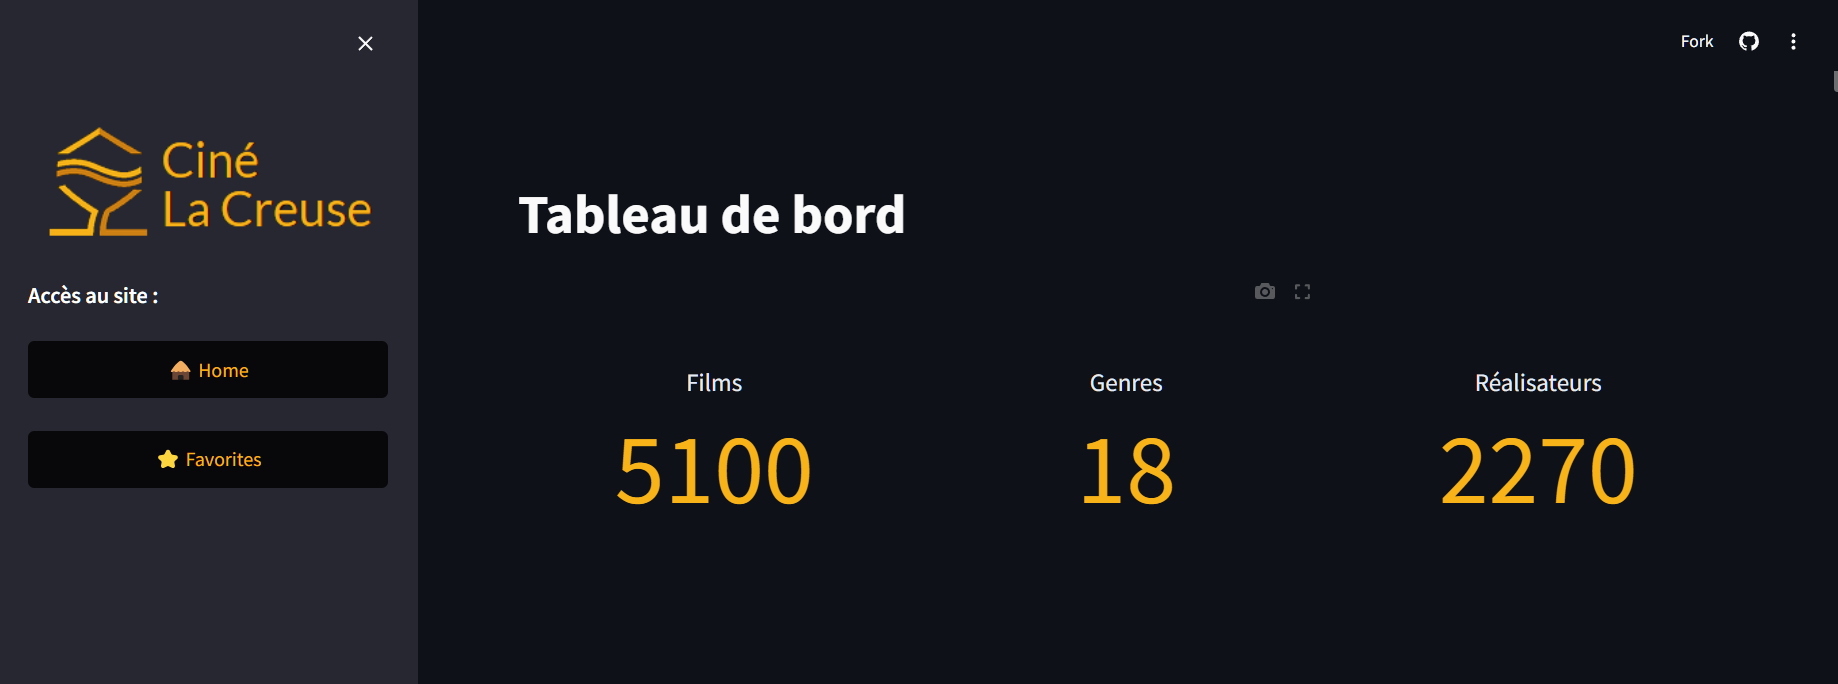 Ciné
La Creuse
Accès au site :
Home
Favorites
Fork
Tableau de bord
Films
Genres
Réalisateurs
5100
18
2270